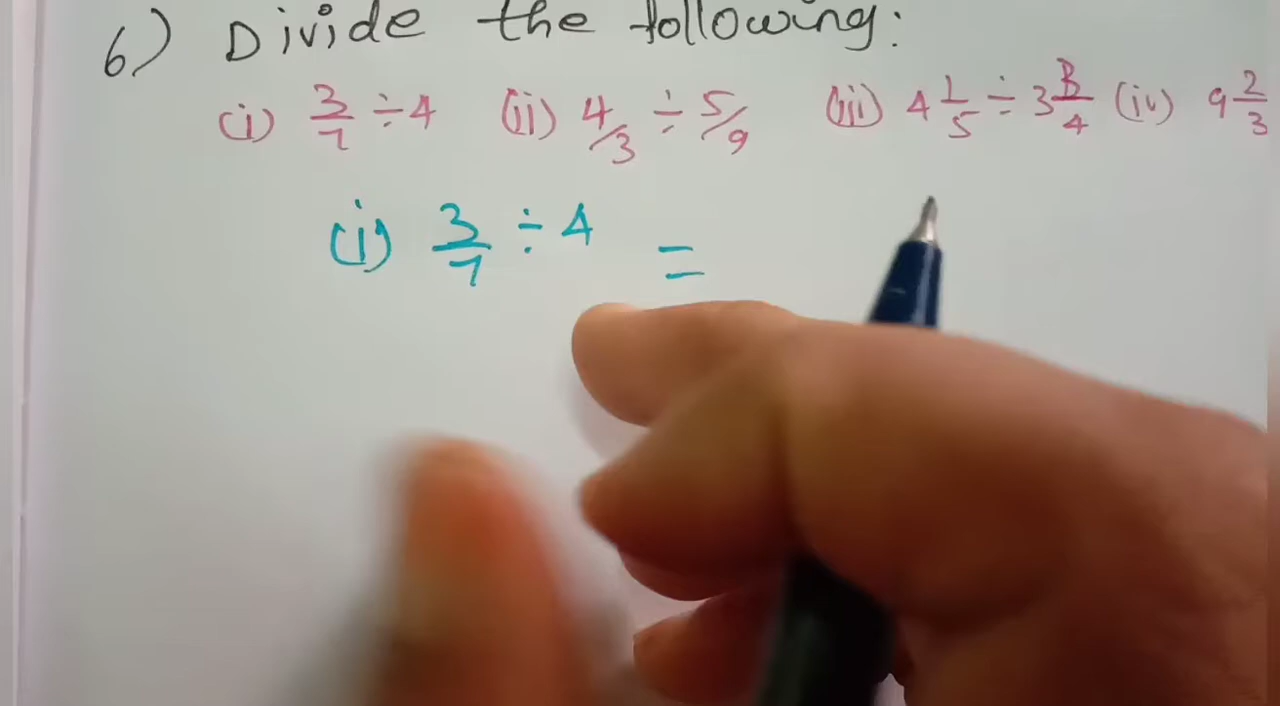 6) Divide the following:
(i) 3/7 ÷ 4 (ii) 4/3 ÷ 5/9 (iii) 4 1/5 ÷ 3 3/4 (iv) 9 2/3
(i) 3/7 ÷ 4 =